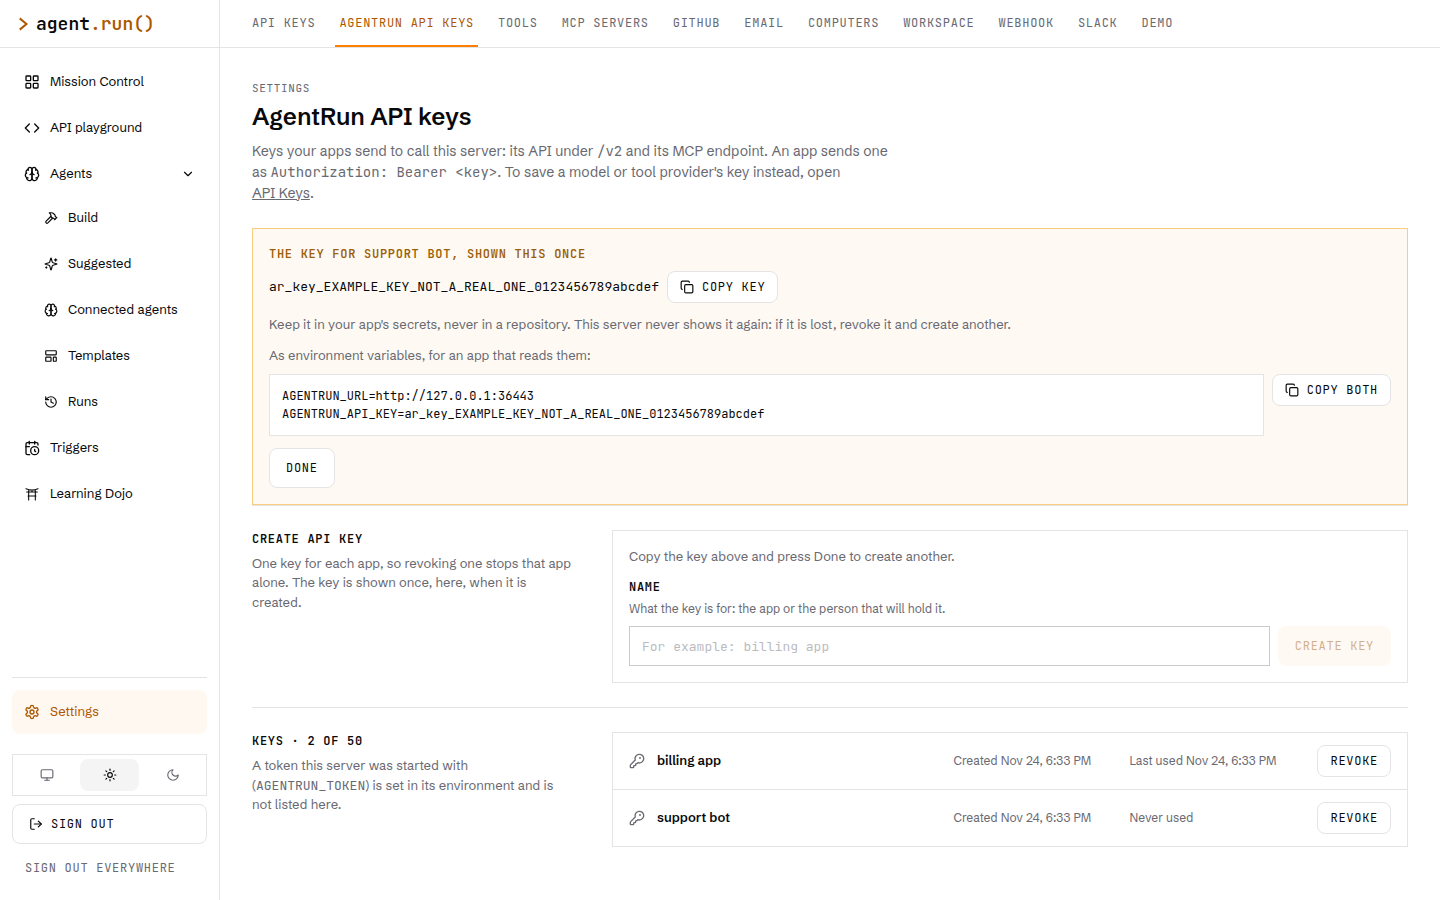 agent.run()
API KEYS
AGENTRUN API KEYS
TOOLS
MCP SERVERS
GITHUB
EMAIL
COMPUTERS
WORKSPACE
WEBHOOK
SLACK
DEMO
Mission Control
API playground
Agents
Build
Suggested
Connected agents
Templates
Runs
Triggers
Learning Dojo
Settings
SIGN OUT
SIGN OUT EVERYWHERE
SETTINGS
AgentRun API keys
Keys your apps send to call this server: its API under /v2 and its MCP endpoint. An app sends one
as Authorization: Bearer <key>. To save a model or tool provider's key instead, open
API Keys.
THE KEY FOR SUPPORT BOT, SHOWN THIS ONCE
ar_key_EXAMPLE_KEY_NOT_A_REAL_ONE_0123456789abcdef
COPY KEY
Keep it in your app's secrets, never in a repository. This server never shows it again: if it is lost, revoke it and create another.
As environment variables, for an app that reads them:
AGENTRUN_URL=http://127.0.0.1:36443
AGENTRUN_API_KEY=ar_key_EXAMPLE_KEY_NOT_A_REAL_ONE_0123456789abcdef
COPY BOTH
DONE
CREATE API KEY
One key for each app, so revoking one stops that app
alone. The key is shown once, here, when it is
created.
Copy the key above and press Done to create another.
NAME
What the key is for: the app or the person that will hold it.
For example: billing app
CREATE KEY
KEYS · 2 OF 50
A token this server was started with
(AGENTRUN_TOKEN) is set in its environment and is
not listed here.
billing app
Created Nov 24, 6:33 PM
Last used Nov 24, 6:33 PM
REVOKE
support bot
Created Nov 24, 6:33 PM
Never used
REVOKE